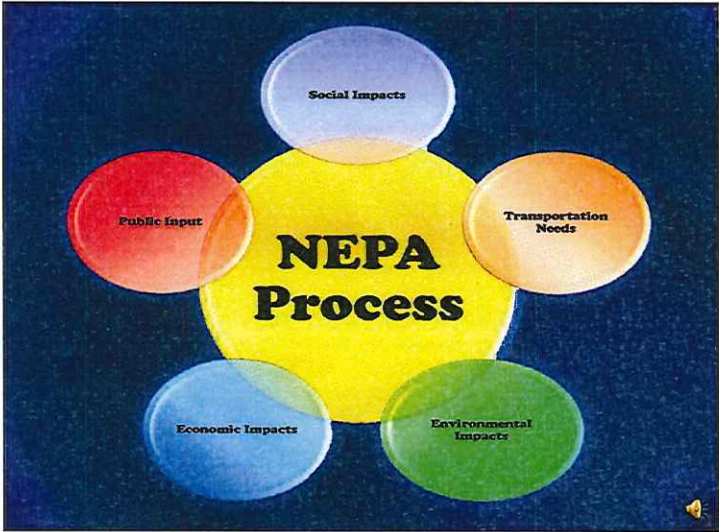 Social Impacts
Public Input
Transportation
Needs
NEPA
Process
Economic Impacts
Environmental
Impacts